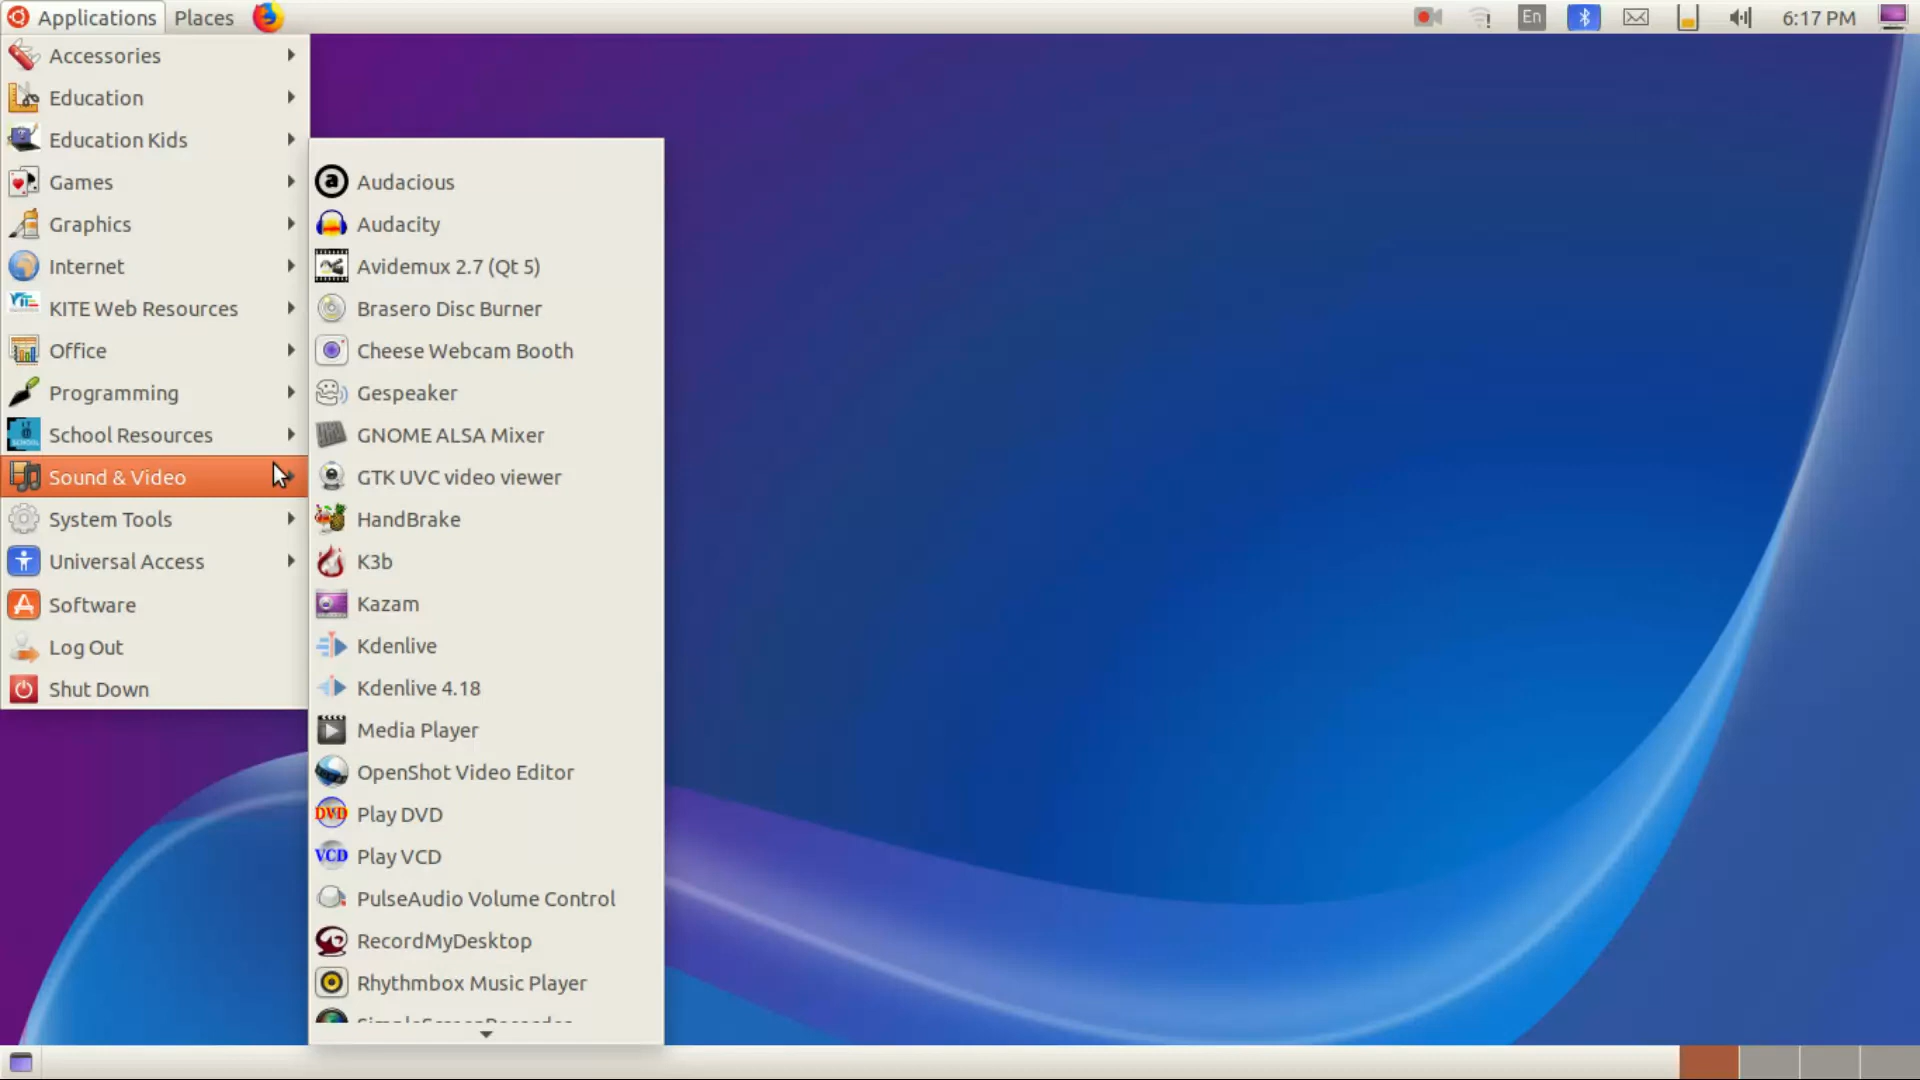 Applications Places
En
6:17 PM
Accessories
Education
Education Kids
Games
Graphics
Internet
KITE Web Resources
Office
Programming
School Resources
Sound & Video
System Tools
Universal Access
Software
Log Out
Shut Down
Audacious
Audacity
Avidemux 2.7 (Qt 5)
Brasero Disc Burner
Cheese Webcam Booth
Gespeaker
GNOME ALSA Mixer
GTK UVC video viewer
HandBrake
K3b
Kazam
Kdenlive
Kdenlive 4.18
Media Player
OpenShot Video Editor
DVD Play DVD
VCD Play VCD
PulseAudio Volume Control
RecordMyDesktop
Rhythmbox Music Player